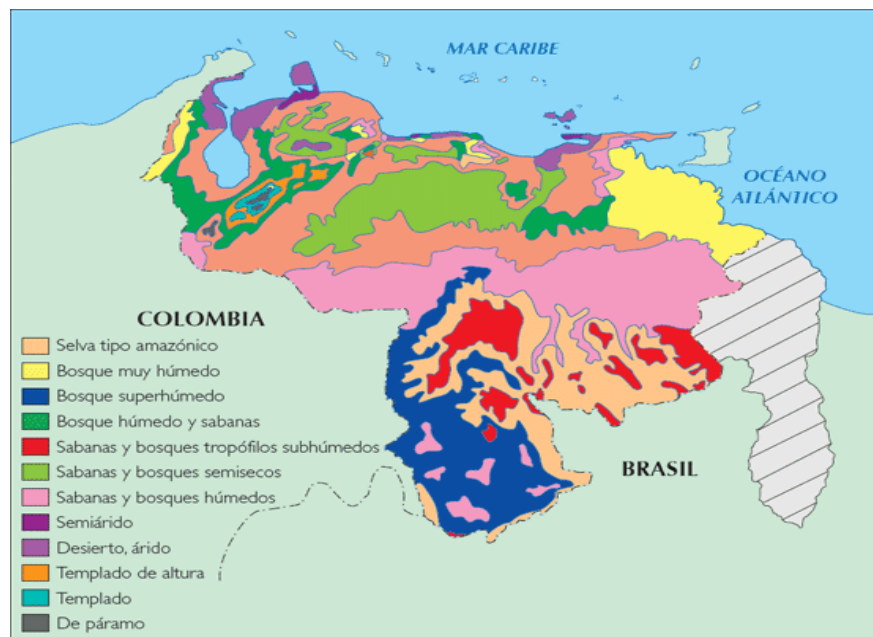 MAR CARIBE
OCÉANO
ATLÁNTICO
COLOMBIA
Selva tipo amazónico
Bosque muy húmedo
Bosque superhúmedo
Bosque húmedo y sabanas
Sabanas y bosques tropófilos subhúmedos
Sabanas y bosques semisecos
Sabanas y bosques húmedos
Semiárido
Desierto, árido
Templado de altura
Templado
De páramo
BRASIL